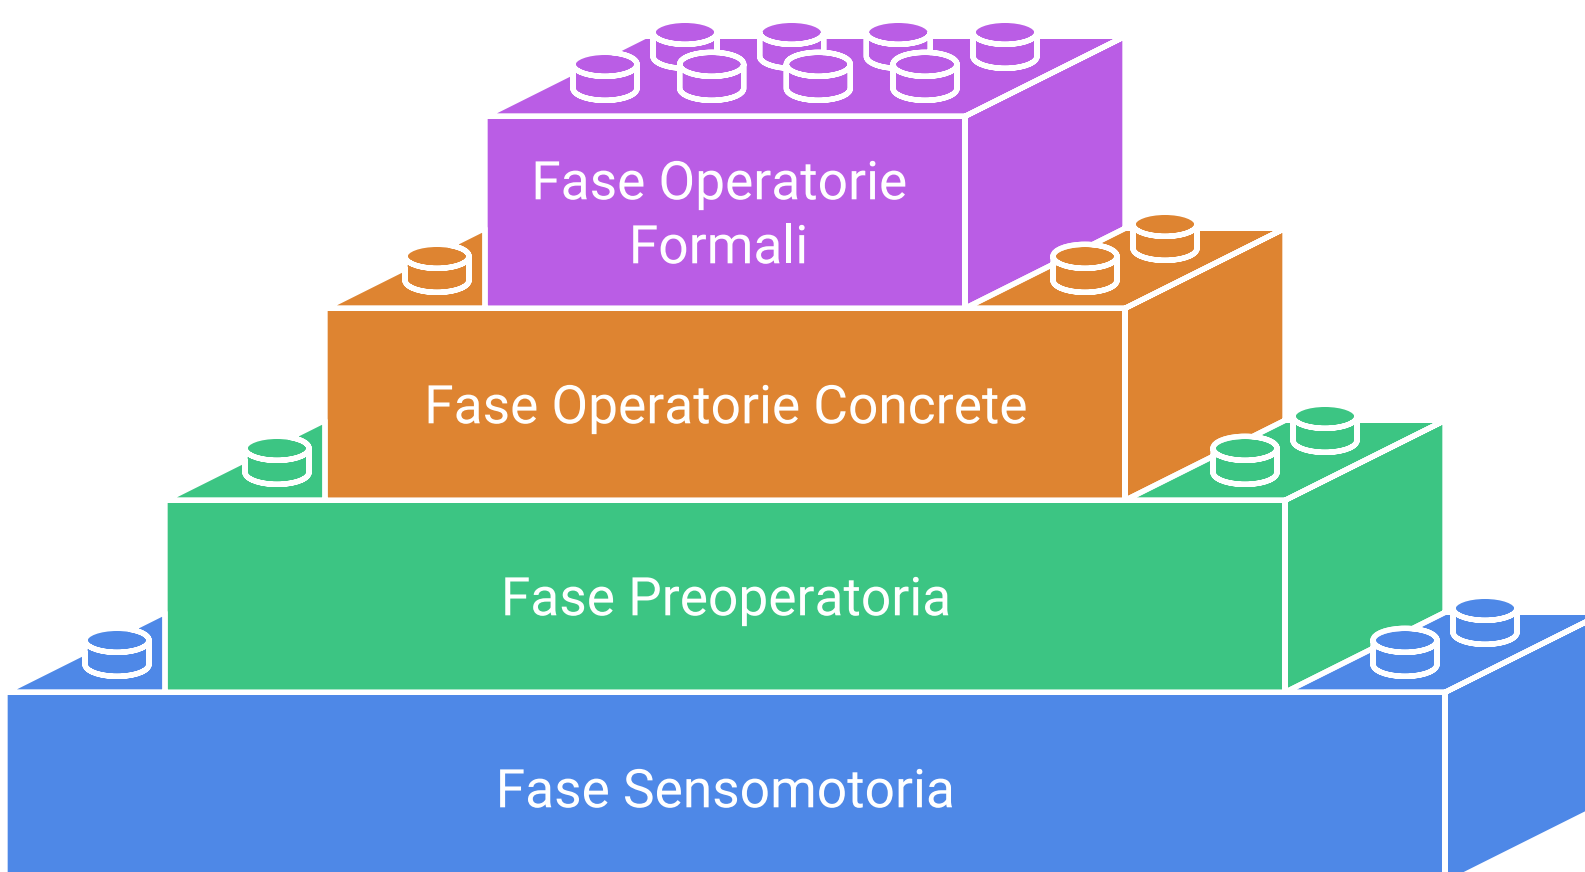 Fase Operatorie
Formali
Fase Operatorie Concrete
Fase Preoperatoria
Fase Sensomotoria